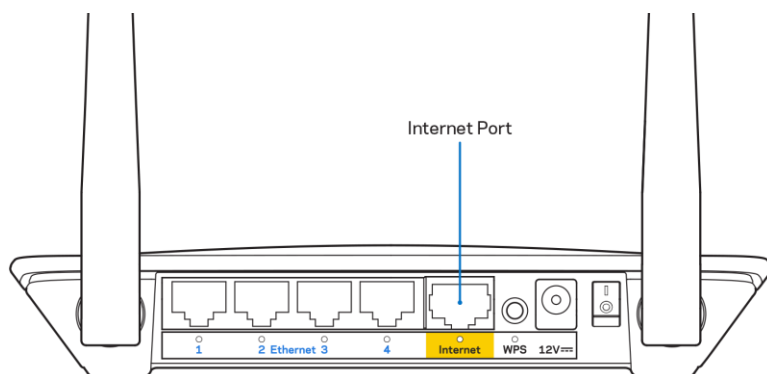 Internet Port
1 2 Ethernet 3 4 Internet WPS 12V⎓